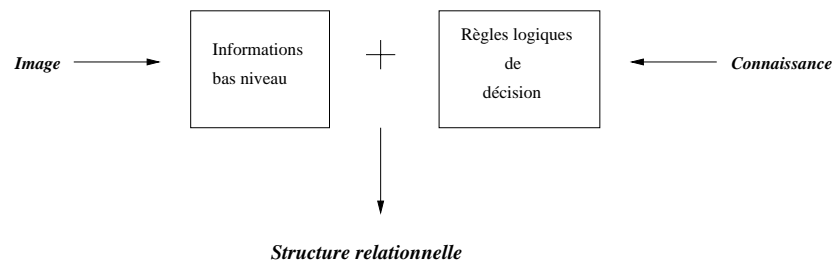 Image
Informations
bas niveau
Règles logiques
de
décision
Connaissance
Structure relationnelle